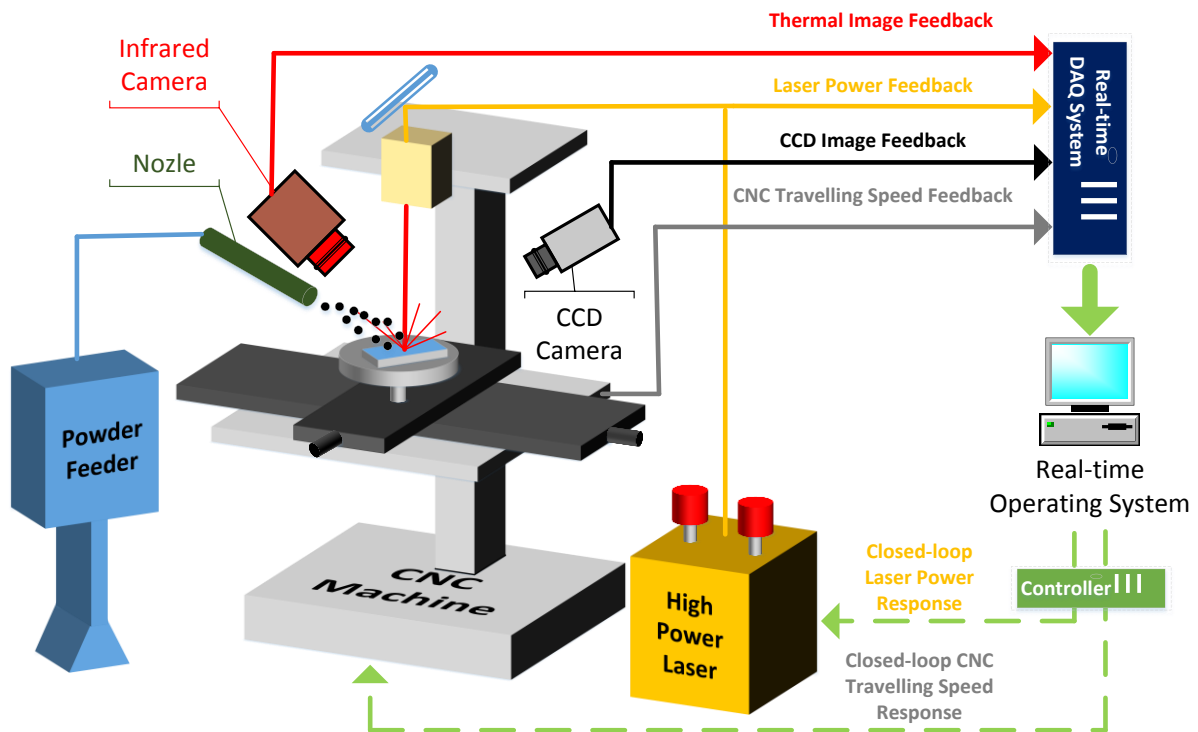 Thermal Image Feedback
Infrared
Camera
Laser Power Feedback
Real-time
DAQ System
CCD Image Feedback
Nozle
CNC Travelling Speed Feedback
CCD
Camera
Powder
Feeder
Real-time
Operating System
CNC
Machine
High
Power
Laser
Closed-loop
Laser Power
Response
Controller
Closed-loop CNC
Travelling Speed
Response